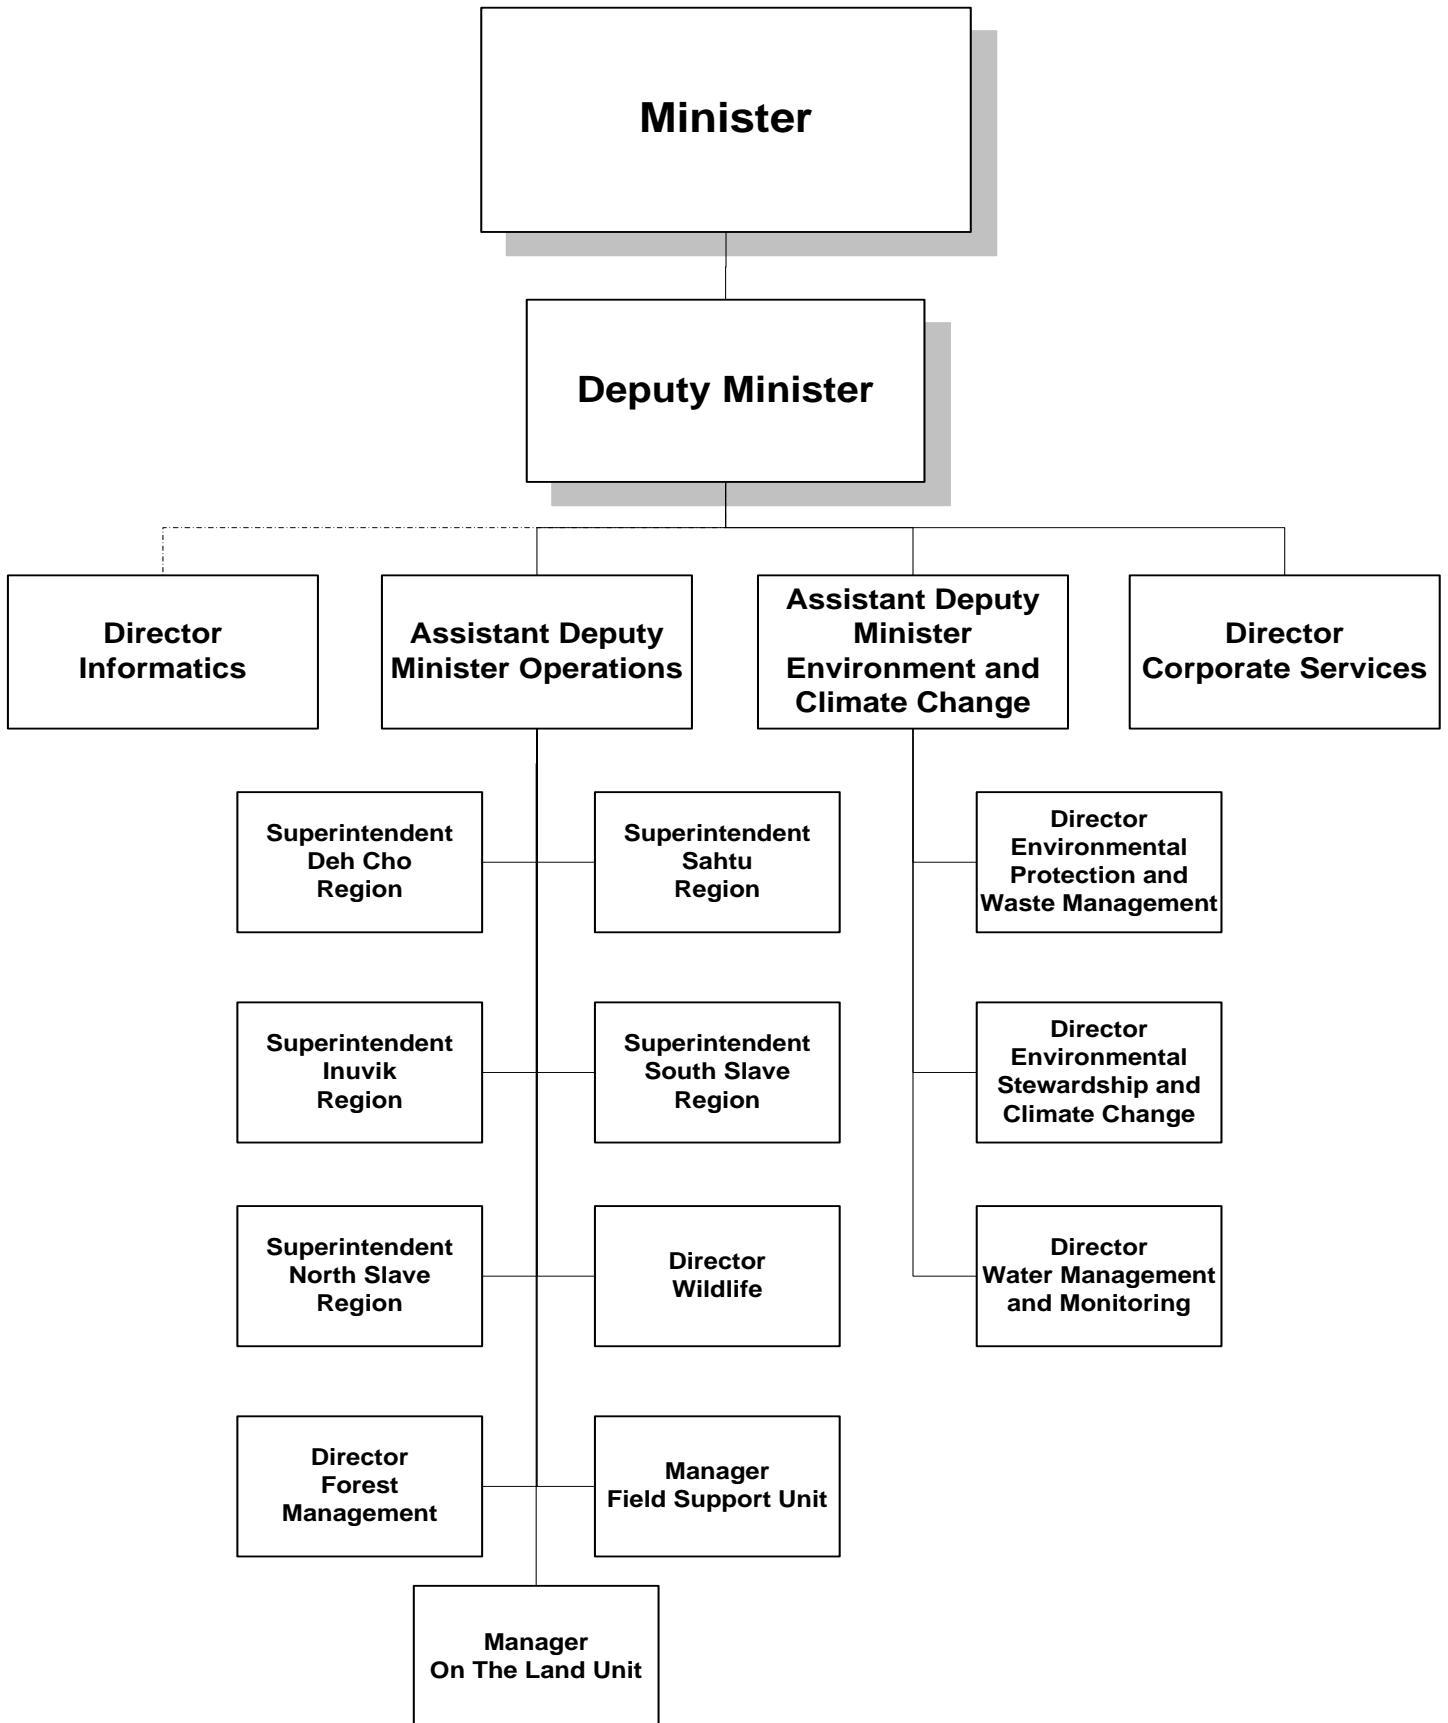 Minister
Deputy Minister
Director
Informatics
Assistant Deputy
Minister Operations
Assistant Deputy
Minister
Environment and
Climate Change
Director
Corporate Services
Superintendent
Deh Cho
Region
Superintendent
Sahtu
Region
Director
Environmental
Protection and
Waste Management
Superintendent
Inuvik
Region
Superintendent
South Slave
Region
Director
Environmental
Stewardship and
Climate Change
Superintendent
North Slave
Region
Director
Wildlife
Director
Water Management
and Monitoring
Director
Forest
Management
Manager
Field Support Unit
Manager
On The Land Unit